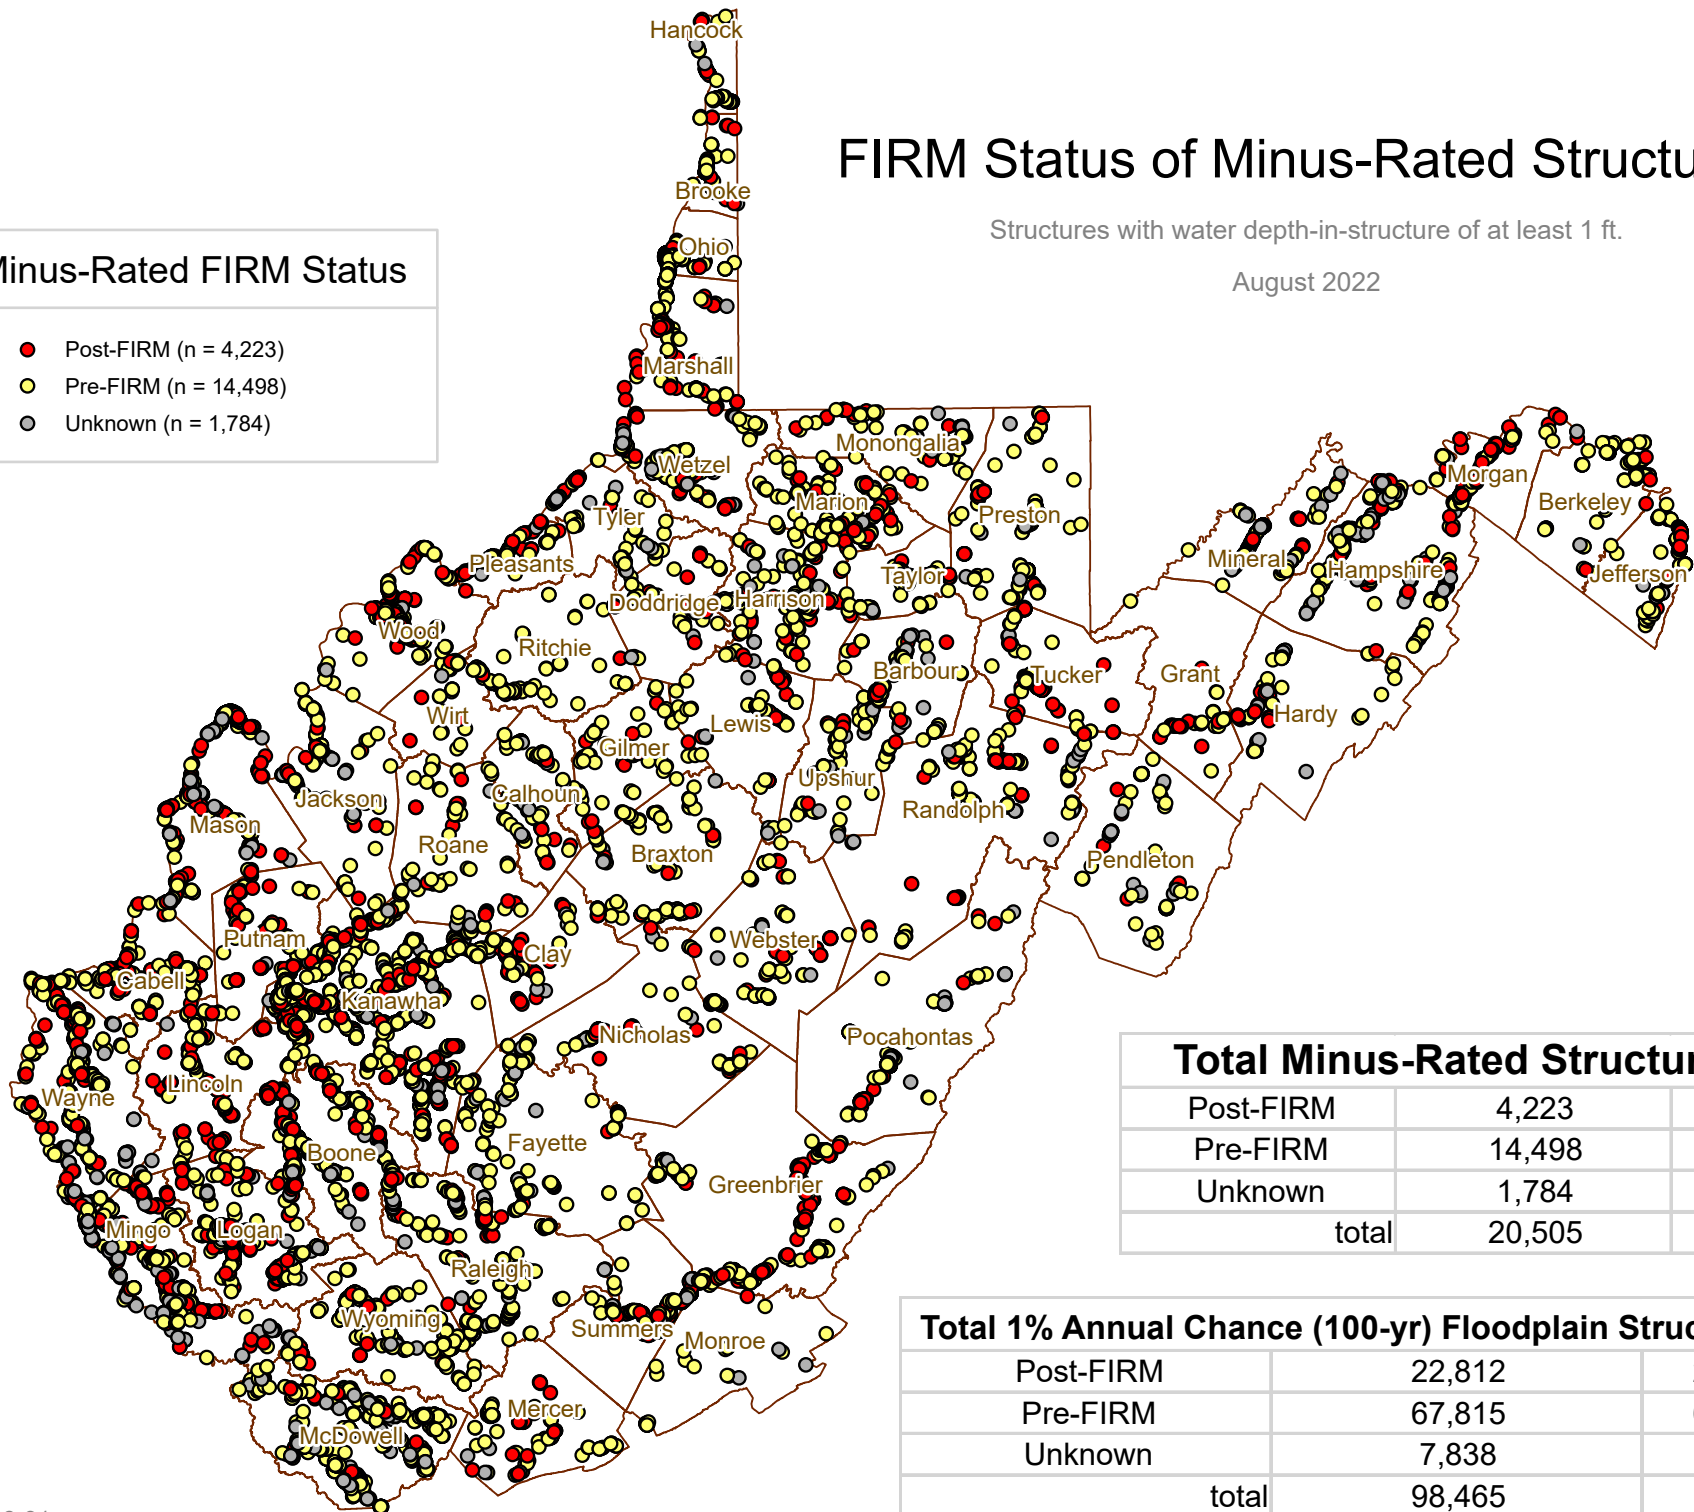 FIRM Status of Minus-Rated Structu
Structures with water depth-in-structure of at least 1 ft.
August 2022
Minus-Rated FIRM Status
Post-FIRM (n = 4,223)
Pre-FIRM (n = 14,498)
Unknown (n = 1,784)
Hancock
Brooke
Ohio
Marshall
Monongalia
Wetzel
Marion
Morgan
Berkeley
Tyler
Preston
Pleasants
Mineral
Hampshire
Jefferson
Taylor
Doddridge
Harrison
Wood
Ritchie
Barbour
Tucker
Grant
Wirt
Lewis
Hardy
Gilmer
Upshur
Jackson
Calhoun
Randolph
Mason
Roane
Braxton
Pendleton
Putnam
Webster
Clay
Cabell
Kanawha
Nicholas
Pocahontas
Lincoln
Wayne
Boone
Fayette
Greenbrier
Mingo
Logan
Raleigh
Wyoming
Summers
Monroe
Mercer
McDowell
Total Minus-Rated Structur
Post-FIRM 4,223
Pre-FIRM 14,498
Unknown 1,784
total 20,505
Total 1% Annual Chance (100-yr) Floodplain Struc
Post-FIRM 22,812
Pre-FIRM 67,815
Unknown 7,838
total 98,465